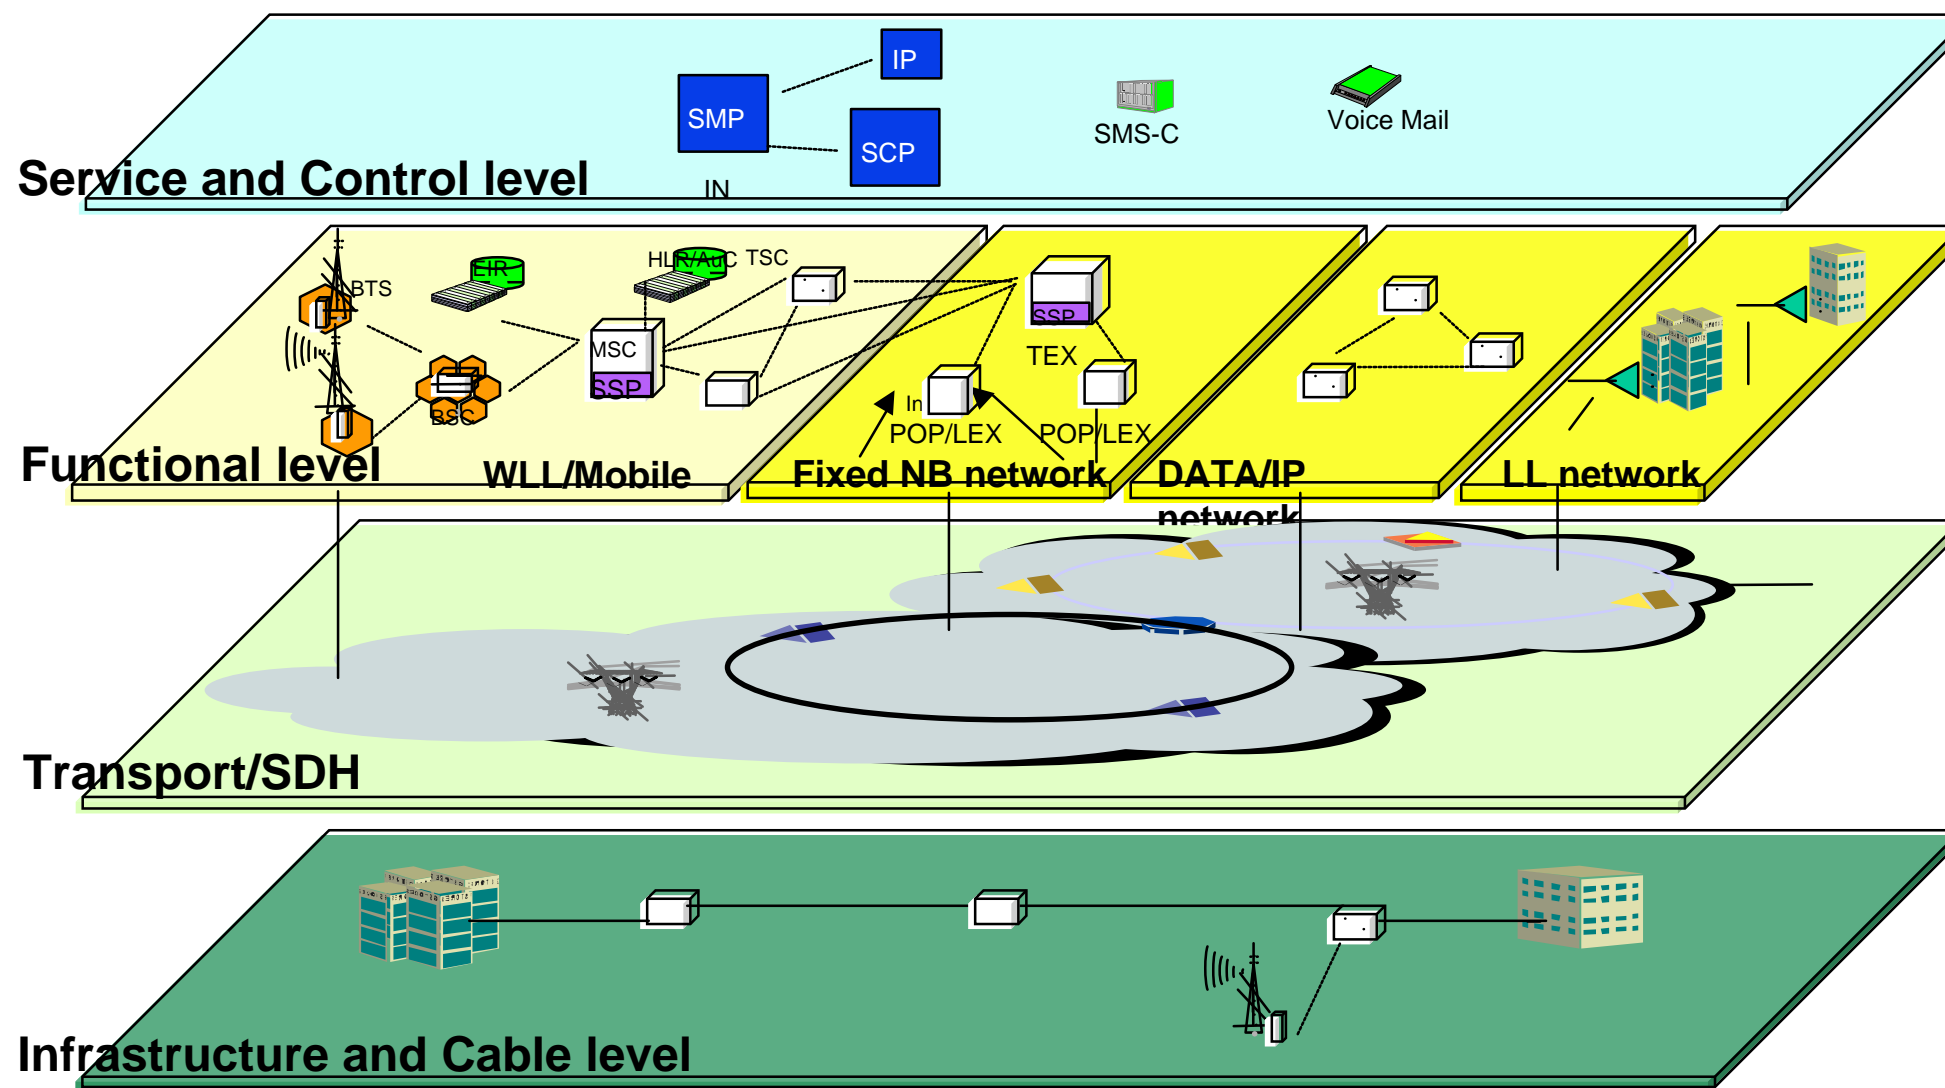 IP
SMP
SCP
IN
SMS-C
Voice Mail
Service and Control level
BTS
EIR
HLR/AuC
TSC
MSC
SSP
BSC
SSP
TEX
In
POP/LEX
In
POP/LEX
Functional level
WLL/Mobile
Fixed NB network
DATA/IP
network
LL network
Transport/SDH
Infrastructure and Cable level